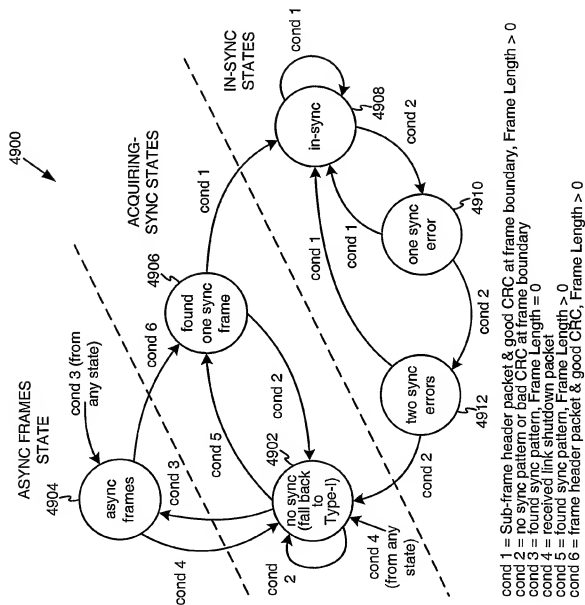 4900
ASYNC FRAMES
STATE
ACQUIRING-
SYNC STATES
IN-SYNC
STATES
4904
async
frames
cond 3 (from
any state)
cond 6
4906
found
one sync
frame
cond 1
cond 1
in-sync
4908
cond 3
cond 4
cond 5
cond 2
4902
no sync
(fall back
to
Type-I)
cond
2
cond 4
(from any
state)
cond 1
cond 1
cond 2
one sync
error
4910
cond 2
two sync
errors
4912
cond 2
cond 1 = Sub-frame header packet & good CRC at frame boundary, Frame Length > 0
cond 2 = no sync pattern or bad CRC at frame boundary
cond 3 = found sync pattern, Frame Length = 0
cond 4 = received link shutdown packet
cond 5 = found sync pattern, Frame Length > 0
cond 6 = frame header packet & good CRC, Frame Length > 0